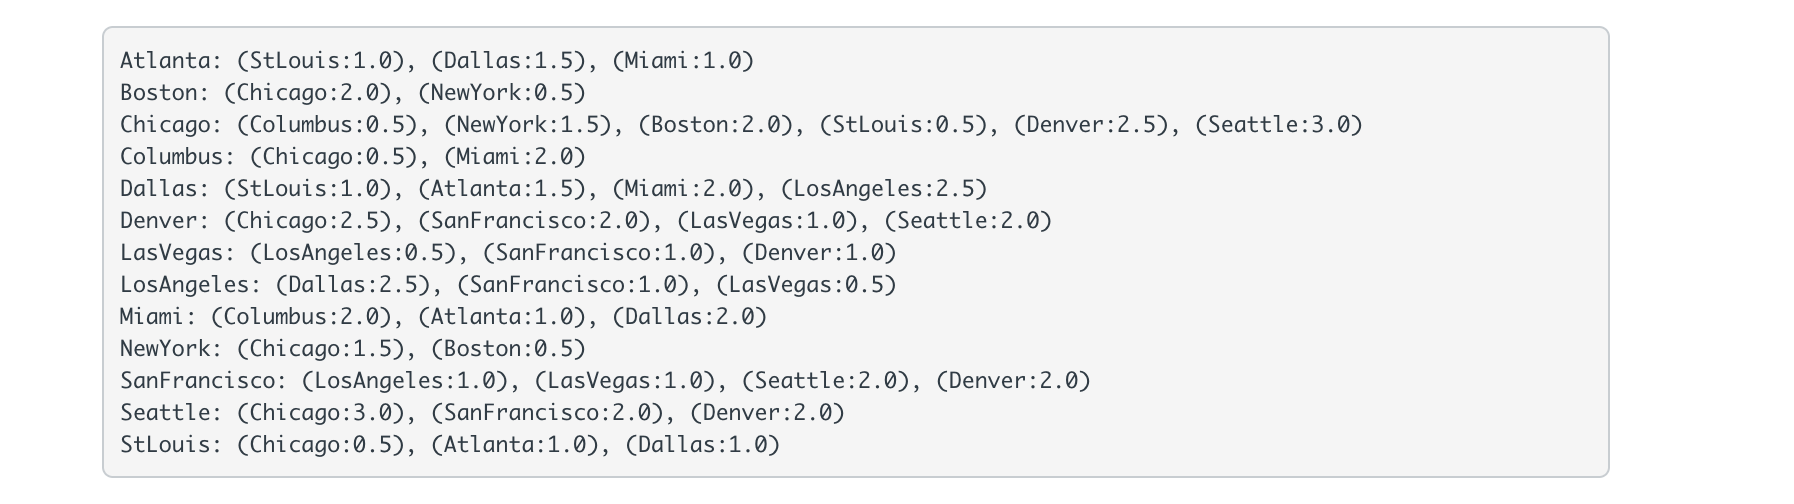 Atlanta: (StLouis:1.0), (Dallas:1.5), (Miami:1.0)
Boston: (Chicago:2.0), (NewYork:0.5)
Chicago: (Columbus:0.5), (NewYork:1.5), (Boston:2.0), (StLouis:0.5), (Denver:2.5), (Seattle:3.0)
Columbus: (Chicago:0.5), (Miami:2.0)
Dallas: (StLouis:1.0), (Atlanta:1.5), (Miami:2.0), (LosAngeles:2.5)
Denver: (Chicago:2.5), (SanFrancisco:2.0), (LasVegas:1.0), (Seattle:2.0)
LasVegas: (LosAngeles:0.5), (SanFrancisco:1.0), (Denver:1.0)
LosAngeles: (Dallas:2.5), (SanFrancisco:1.0), (LasVegas:0.5)
Miami: (Columbus:2.0), (Atlanta:1.0), (Dallas:2.0)
NewYork: (Chicago:1.5), (Boston:0.5)
SanFrancisco: (LosAngeles:1.0), (LasVegas:1.0), (Seattle:2.0), (Denver:2.0)
Seattle: (Chicago:3.0), (SanFrancisco:2.0), (Denver:2.0)
StLouis: (Chicago:0.5), (Atlanta:1.0), (Dallas:1.0)